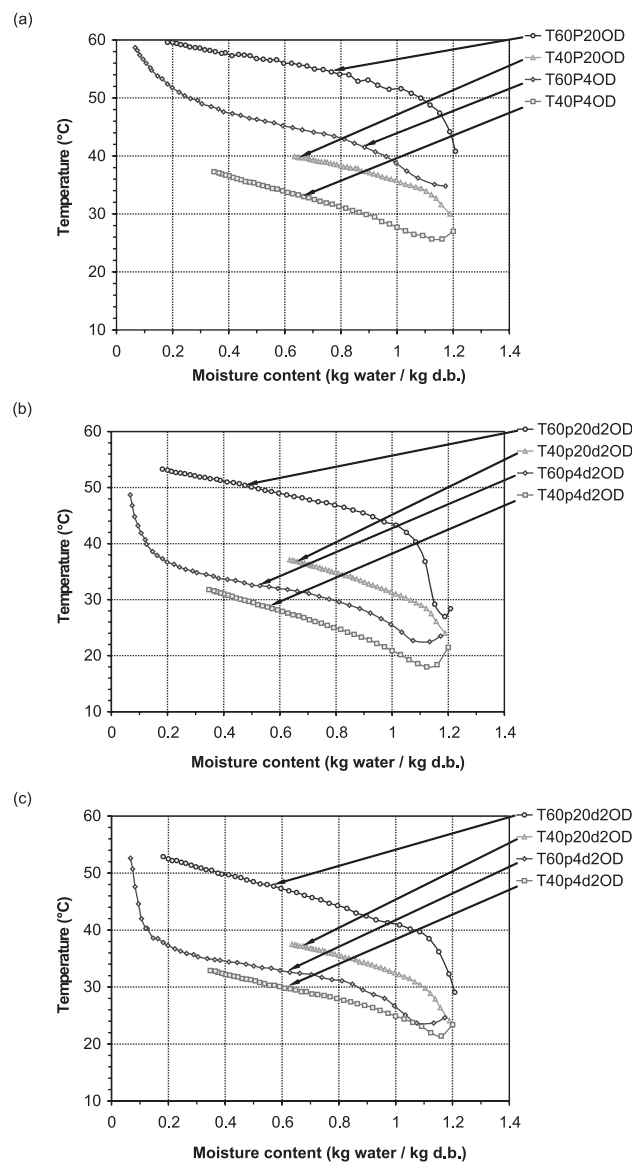 (a)
60
50
40
30
20
10
0
0.2
0.4
0.6
0.8
1
1.2
1.4
Temperature (°C)
Moisture content (kg water / kg d.b.)
T60P20OD
T40P20OD
T60P4OD
T40P4OD
(b)
60
50
40
30
20
10
0
0.2
0.4
0.6
0.8
1
1.2
1.4
Temperature (°C)
Moisture content (kg water / kg d.b.)
T60p20d2OD
T40p20d2OD
T60p4d2OD
T40p4d2OD
(c)
60
50
40
30
20
10
0
0.2
0.4
0.6
0.8
1
1.2
1.4
Temperature (°C)
Moisture content (kg water / kg d.b.)
T60p20d2OD
T40p20d2OD
T60p4d2OD
T40p4d2OD